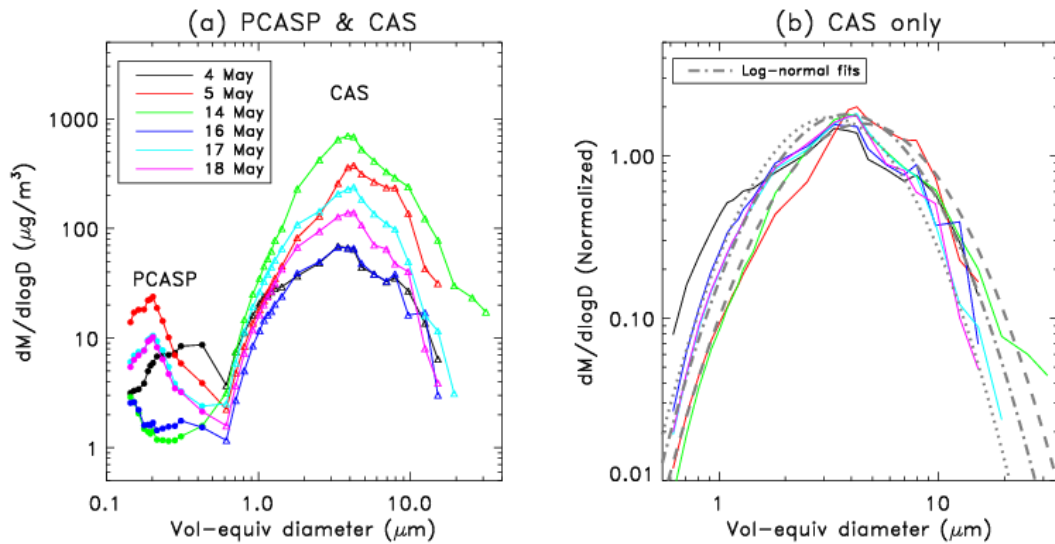 (a) PCASP & CAS
dM/dlogD (μg/m³)
1000
100
10
1
4 May
5 May
14 May
16 May
17 May
18 May
CAS
PCASP
0.1
1.0
10.0
Vol-equiv diameter (μm)
(b) CAS only
dM/dlogD (Normalized)
1.00
0.10
0.01
Log-normal fits
1
10
Vol-equiv diameter (μm)